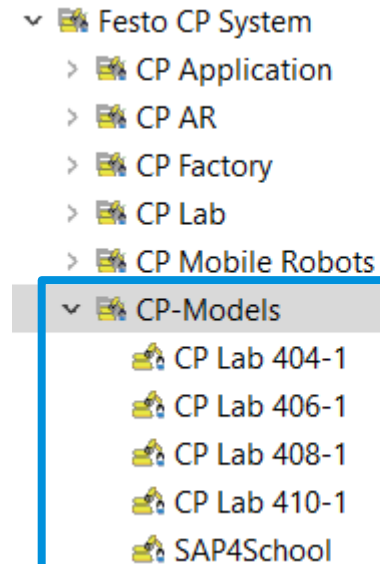 Festo CP System
CP Application
CP AR
CP Factory
CP Lab
CP Mobile Robots
CP-Models
CP Lab 404-1
CP Lab 406-1
CP Lab 408-1
CP Lab 410-1
SAP4School